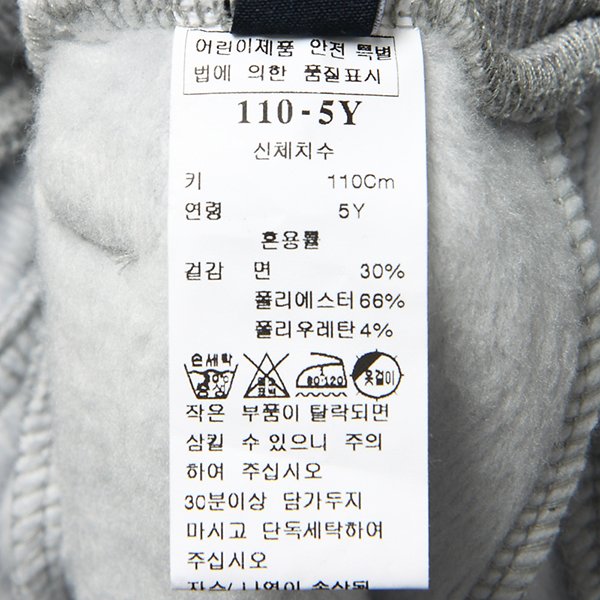 어린이제품 안전 특별
법에 의한 품질표시
110-5Y
신체치수
키 110Cm
연령 5Y
혼용률
겉감 면 30%
폴리에스터 66%
폴리우레탄 4%
손세탁
30℃
중성
80-120
옷걸이
작은 부품이 탈락되면
삼킬 수 있으니 주의
하여 주십시오
30분이상 담가두지
마시고 단독세탁하여
주십시오